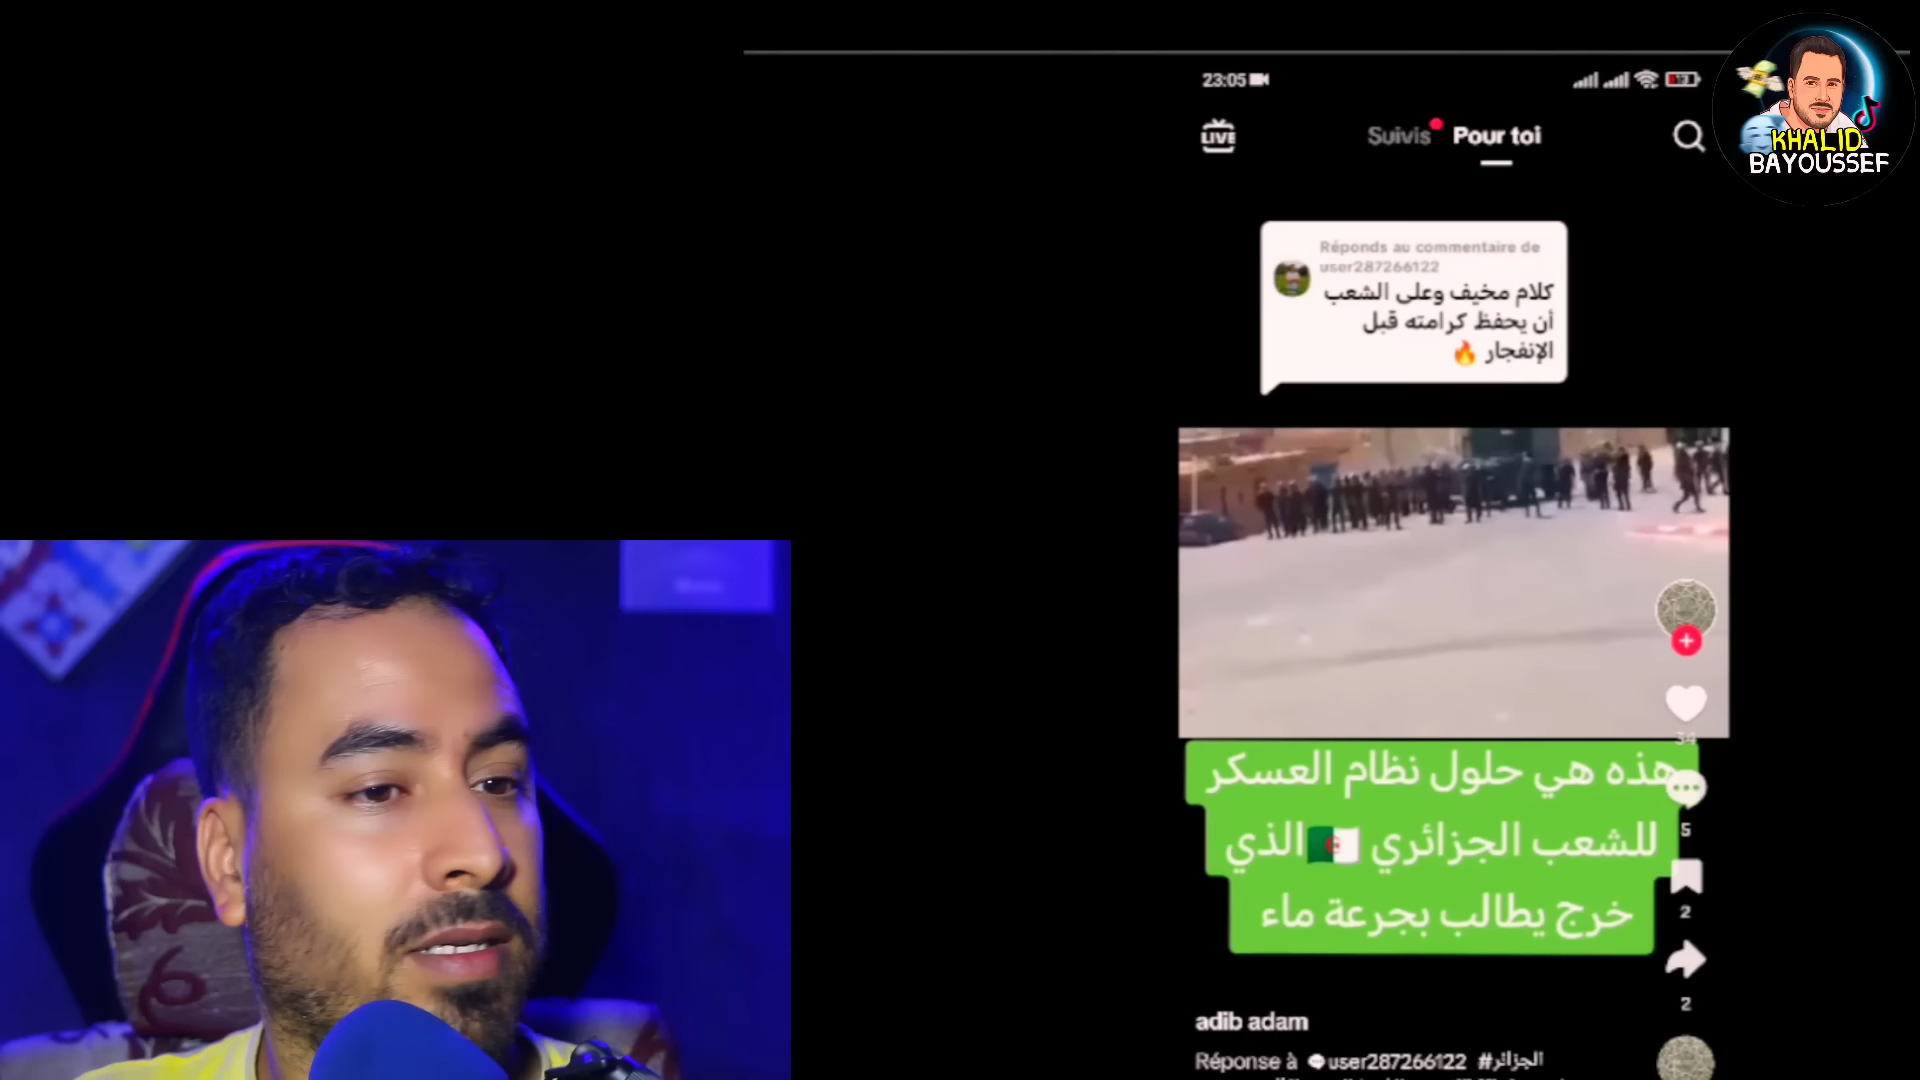 23:05
LIVE
Suivis Pour toi
KHALID
BAYOUSSEF
Réponds au commentaire de
user287266122
كلام مخيف وعلى الشعب
أن يحفظ كرامته قبل
الإنفجار 🔥
34
هذه هي حلول نظام العسكر
للشعب الجزائري 🇩🇿الذي
خرج يطالب بجرعة ماء
5
2
2
adib adam
Réponse à user287266122 #الجزائر